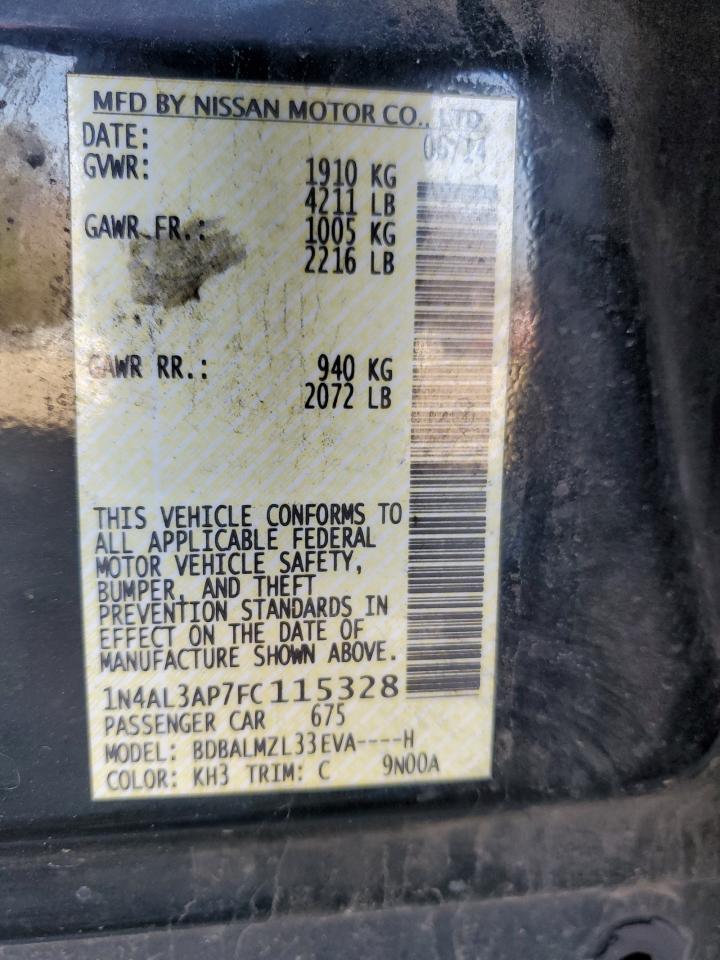 MFD BY NISSAN MOTOR CO., LTD.
DATE: 06/14
GVWR: 1910 KG
4211 LB
GAWR FR.: 1005 KG
2216 LB
GAWR RR.: 940 KG
2072 LB
THIS VEHICLE CONFORMS TO
ALL APPLICABLE FEDERAL
MOTOR VEHICLE SAFETY,
BUMPER, AND THEFT
PREVENTION STANDARDS IN
EFFECT ON THE DATE OF
MANUFACTURE SHOWN ABOVE.
1N4AL3AP7FC115328
PASSENGER CAR 675
MODEL: BDBALMZL33EVA----H
COLOR: KH3 TRIM: C 9N00A